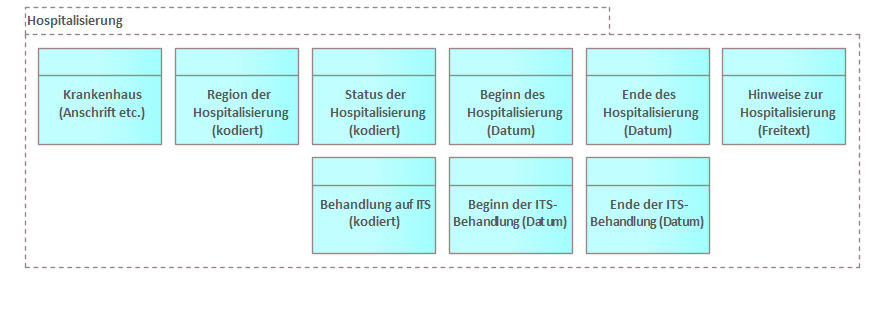 Hospitalisierung
Krankenhaus
(Anschrift etc.)
Region der
Hospitalisierung
(kodiert)
Status der
Hospitalisierung
(kodiert)
Beginn des
Hospitalisierung
(Datum)
Ende des
Hospitalisierung
(Datum)
Hinweise zur
Hospitalisierung
(Freitext)
Behandlung auf ITS
(kodiert)
Beginn der ITS-
Behandlung (Datum)
Ende der ITS-
Behandlung (Datum)